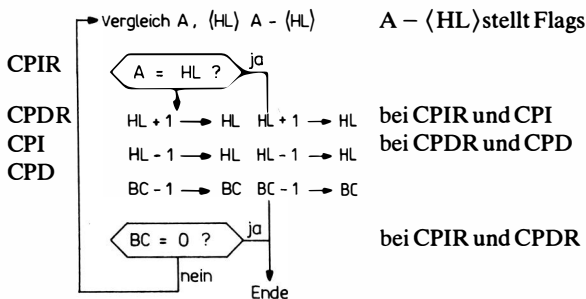 Vergleich A, ⟨HL⟩ A - ⟨HL⟩ A – ⟨HL⟩ stellt Flags
CPIR
A = HL ? ja
CPDR HL + 1 → HL HL + 1 → HL bei CPIR und CPI
CPI HL - 1 → HL HL - 1 → HL bei CPDR und CPD
CPD BC - 1 → BC BC - 1 → BC
BC = 0 ? ja bei CPIR und CPDR
nein
Ende